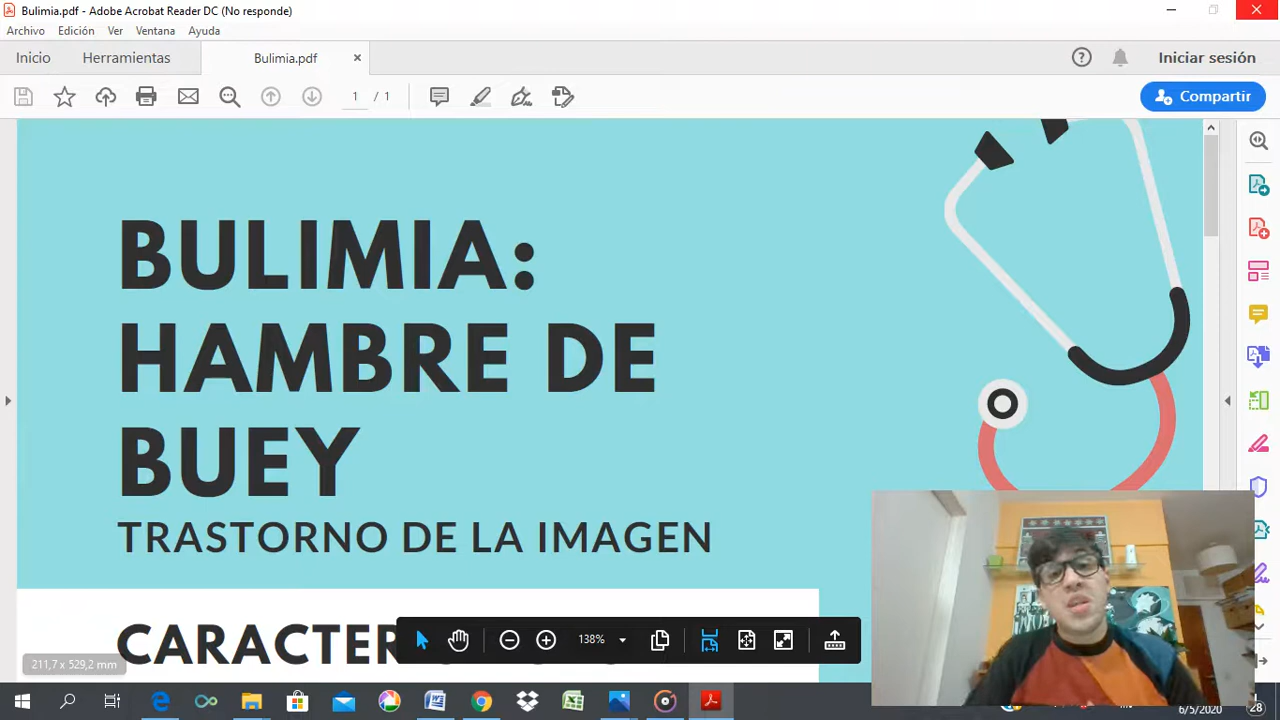 Bulimia.pdf - Adobe Acrobat Reader DC (No responde)
Archivo Edición Ver Ventana Ayuda
Inicio Herramientas Bulimia.pdf Iniciar sesión
1 / 1 Compartir
BULIMIA:
HAMBRE DE
BUEY
TRASTORNO DE LA IMAGEN
138%
211,7 x 529,2 mm
6/5/2020 28